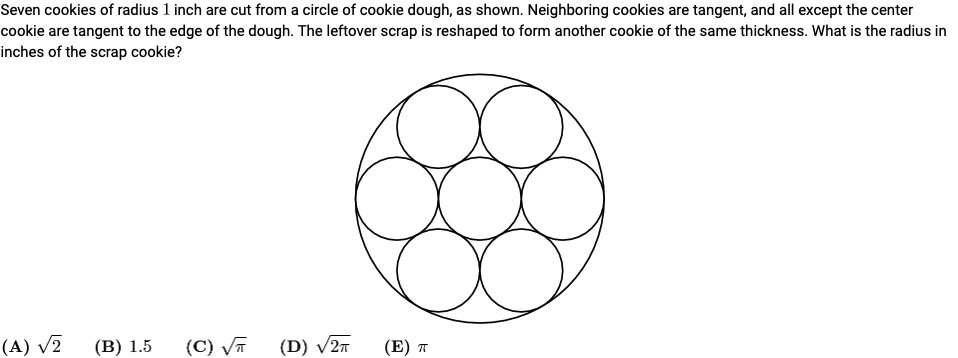 Seven cookies of radius 1 inch are cut from a circle of cookie dough, as shown. Neighboring cookies are tangent, and all except the center
cookie are tangent to the edge of the dough. The leftover scrap is reshaped to form another cookie of the same thickness. What is the radius in
inches of the scrap cookie?
(A) √2 (B) 1.5 (C) √π (D) √2π (E) π